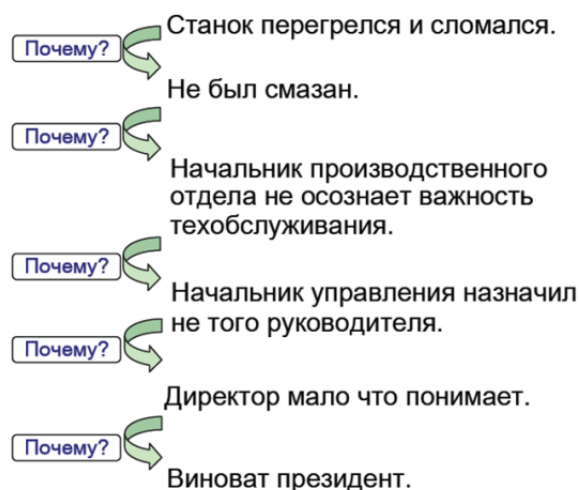 Станок перегрелся и сломался.
Почему?
Не был смазан.
Почему?
Начальник производственного
отдела не осознает важность
техобслуживания.
Почему?
Начальник управления назначил
не того руководителя.
Почему?
Директор мало что понимает.
Почему?
Виноват президент.